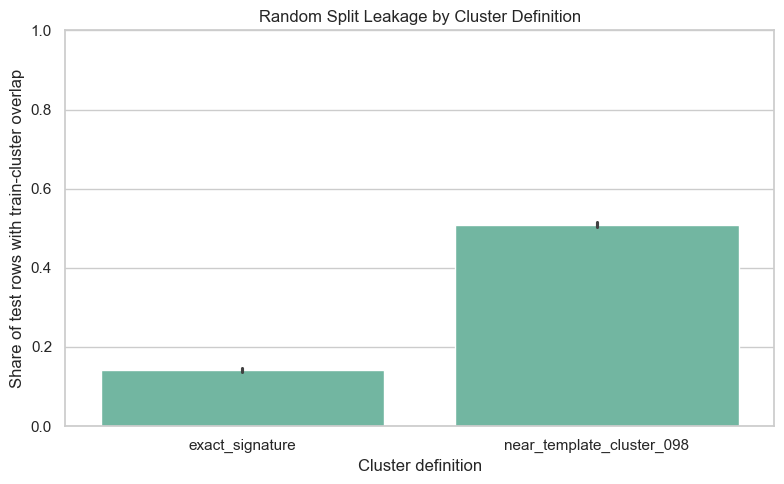 Random Split Leakage by Cluster Definition
Share of test rows with train-cluster overlap
1.0
0.8
0.6
0.4
0.2
0.0
exact_signature
near_template_cluster_098
Cluster definition